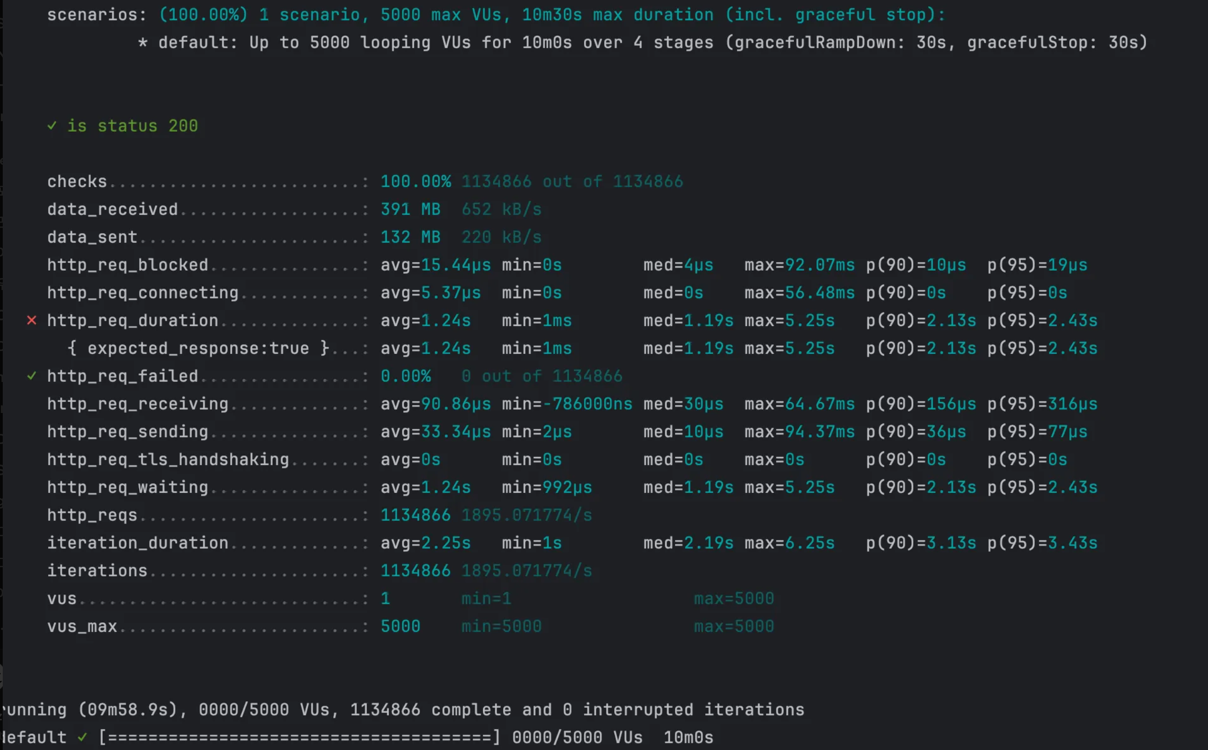 scenarios: (100.00%) 1 scenario, 5000 max VUs, 10m30s max duration (incl. graceful stop):
* default: Up to 5000 looping VUs for 10m0s over 4 stages (gracefulRampDown: 30s, gracefulStop: 30s)
✓ is status 200
checks.........................: 100.00% 1134866 out of 1134866
data_received..................: 391 MB 652 kB/s
data_sent......................: 132 MB 220 kB/s
http_req_blocked...............: avg=15.44µs min=0s med=4µs max=92.07ms p(90)=10µs p(95)=19µs
http_req_connecting............: avg=5.37µs min=0s med=0s max=56.48ms p(90)=0s p(95)=0s
✗ http_req_duration..............: avg=1.24s min=1ms med=1.19s max=5.25s p(90)=2.13s p(95)=2.43s
{ expected_response:true }...: avg=1.24s min=1ms med=1.19s max=5.25s p(90)=2.13s p(95)=2.43s
✓ http_req_failed................: 0.00% 0 out of 1134866
http_req_receiving.............: avg=90.86µs min=-786000ns med=30µs max=64.67ms p(90)=156µs p(95)=316µs
http_req_sending...............: avg=33.34µs min=2µs med=10µs max=94.37ms p(90)=36µs p(95)=77µs
http_req_tls_handshaking.......: avg=0s min=0s med=0s max=0s p(90)=0s p(95)=0s
http_req_waiting...............: avg=1.24s min=992µs med=1.19s max=5.25s p(90)=2.13s p(95)=2.43s
http_reqs......................: 1134866 1895.071774/s
iteration_duration.............: avg=2.25s min=1s med=2.19s max=6.25s p(90)=3.13s p(95)=3.43s
iterations.....................: 1134866 1895.071774/s
vus............................: 1 min=1 max=5000
vus_max........................: 5000 min=5000 max=5000
running (09m58.9s), 0000/5000 VUs, 1134866 complete and 0 interrupted iterations
default ✓ [======================================] 0000/5000 VUs 10m0s